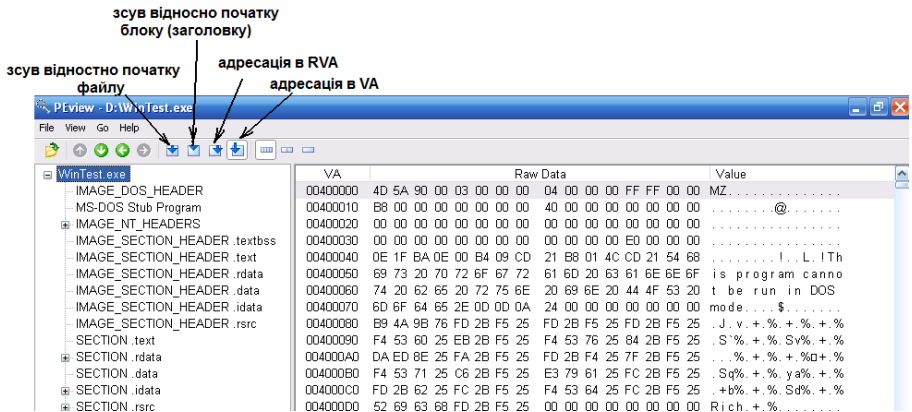 зсув відносно початку
блоку (заголовку)
зсув відностно початку
файлу
адресація в RVA
адресація в VA
PEview - D:\WinTest.exe
File View Go Help
WinTest.exe
IMAGE_DOS_HEADER
MS-DOS Stub Program
IMAGE_NT_HEADERS
IMAGE_SECTION_HEADER .textbss
IMAGE_SECTION_HEADER .text
IMAGE_SECTION_HEADER .rdata
IMAGE_SECTION_HEADER .data
IMAGE_SECTION_HEADER .idata
IMAGE_SECTION_HEADER .rsrc
SECTION .text
SECTION .rdata
SECTION .data
SECTION .idata
SECTION .rsrc
VA Raw Data Value
00400000 4D 5A 90 00 03 00 00 00 04 00 00 00 FF FF 00 00 MZ..............
00400010 B8 00 00 00 00 00 00 00 40 00 00 00 00 00 00 00 ........@.......
00400020 00 00 00 00 00 00 00 00 00 00 00 00 00 00 00 00 ................
00400030 00 00 00 00 00 00 00 00 00 00 00 00 E0 00 00 00 ................
00400040 0E 1F BA 0E 00 B4 09 CD 21 B8 01 4C CD 21 54 68 ........!..L.!Th
00400050 69 73 20 70 72 6F 67 72 61 6D 20 63 61 6E 6E 6F is program canno
00400060 74 20 62 65 20 72 75 6E 20 69 6E 20 44 4F 53 20 t be run in DOS
00400070 6D 6F 64 65 2E 0D 0D 0A 24 00 00 00 00 00 00 00 mode....$.......
00400080 B9 4A 9B 76 FD 2B F5 25 FD 2B F5 25 FD 2B F5 25 .J.v.+.%.+.%.+.%
00400090 F4 53 60 25 EB 2B F5 25 F4 53 76 25 84 2B F5 25 .S`%.+.%.Sv%.+.%
004000A0 DA ED 8E 25 FA 2B F5 25 FD 2B F4 25 7F 2B F5 25 ...%.+.%.+.%□+.%
004000B0 F4 53 71 25 C6 2B F5 25 E3 79 61 25 FC 2B F5 25 .Sq%.+.%.ya%.+.%
004000C0 FD 2B 62 25 FC 2B F5 25 F4 53 64 25 FC 2B F5 25 .+b%.+.%.Sd%.+.%
004000D0 52 69 63 68 FD 2B F5 25 00 00 00 00 00 00 00 00 Rich.+.%........